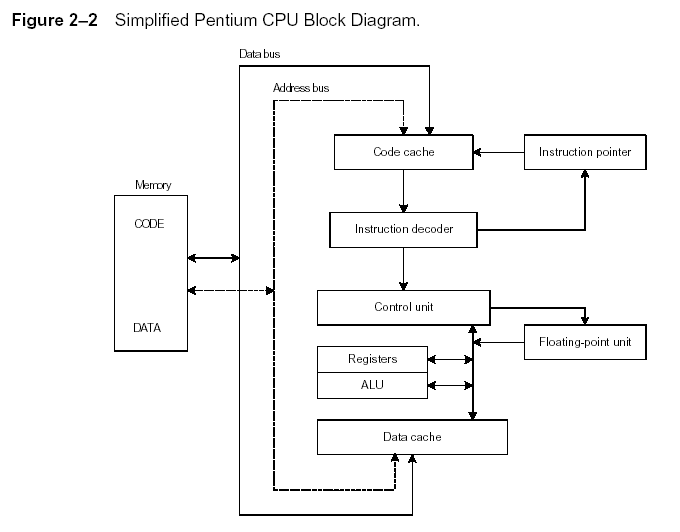 Figure 2–2 Simplified Pentium CPU Block Diagram.
Data bus
Address bus
Code cache
Instruction pointer
Memory
CODE
Instruction decoder
Control unit
DATA
Floating-point unit
Registers
ALU
Data cache